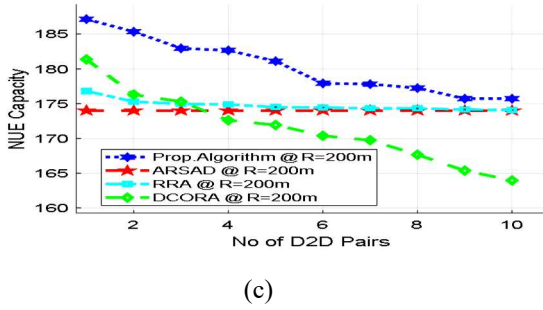 NUE Capacity
185
180
175
170
165
160
Prop.Algorithm @ R=200m
ARSAD @ R=200m
RRA @ R=200m
DCORA @ R=200m
2 4 6 8 10
No of D2D Pairs
(c)